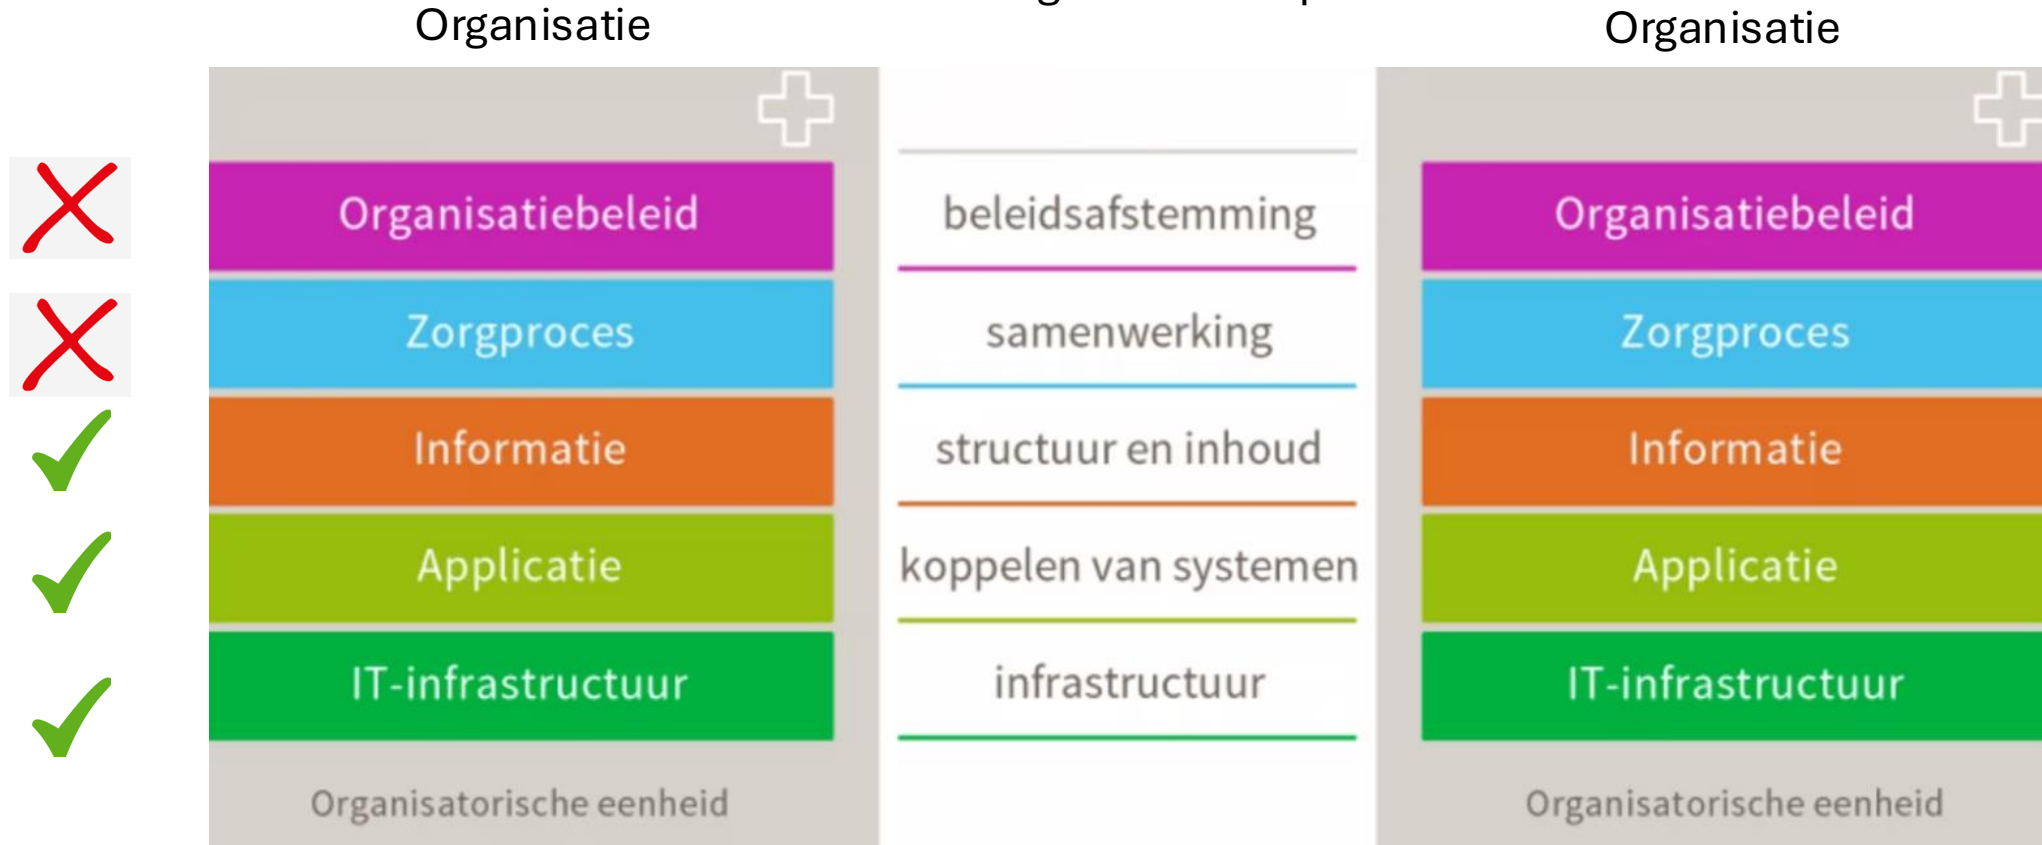 Organisatie
Organisatie
Organisatiebeleid
beleidsafstemming
Organisatiebeleid
Zorgproces
samenwerking
Zorgproces
Informatie
structuur en inhoud
Informatie
Applicatie
koppelen van systemen
Applicatie
IT-infrastructuur
infrastructuur
IT-infrastructuur
Organisatorische eenheid
Organisatorische eenheid